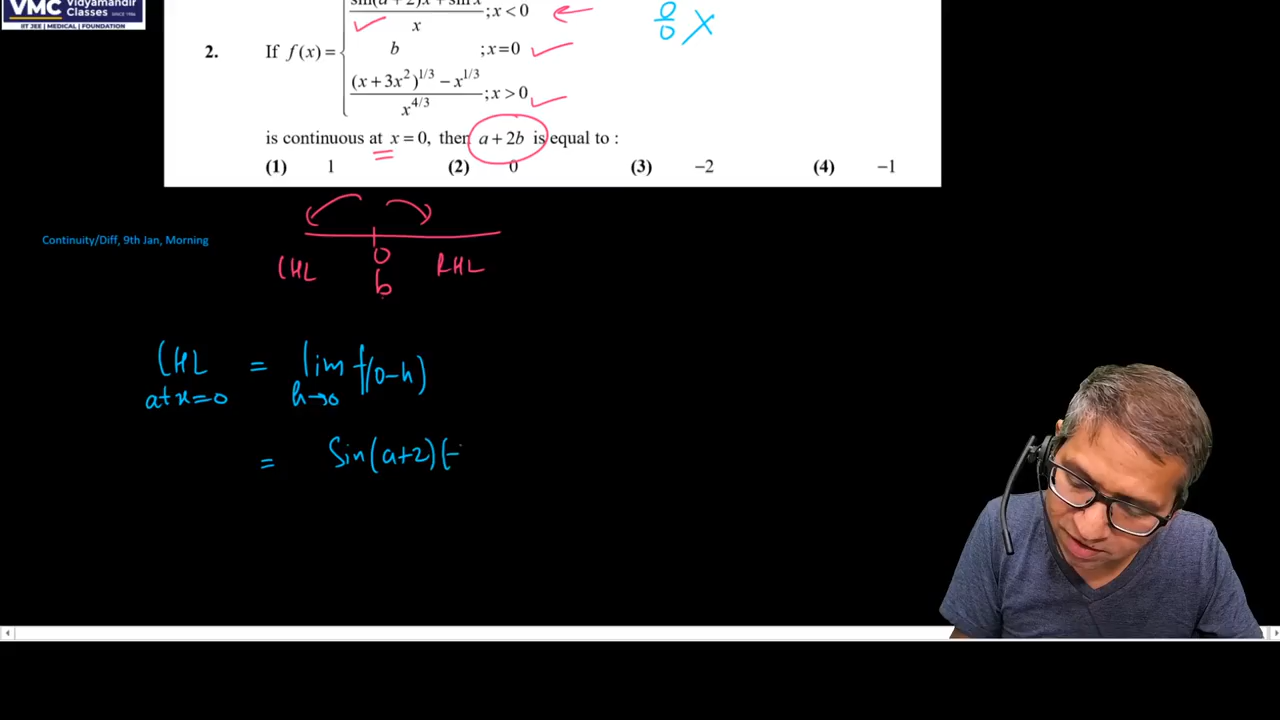 VMC Vidyamandir Classes SINCE 1986
IIT JEE | MEDICAL | FOUNDATION
sin(a + 2)x + sin x / x ; x < 0
0/0 X
2. If f(x) = { b ; x = 0
(x + 3x²)^1/3 − x^1/3 / x^4/3 ; x > 0
is continuous at x = 0, then a + 2b is equal to :
(1) 1 (2) 0 (3) −2 (4) −1
Continuity/Diff, 9th Jan, Morning
LHL 0 RHL
b
LHL = lim f(0-h)
at x=0 h→0
= Sin(a+2)(-